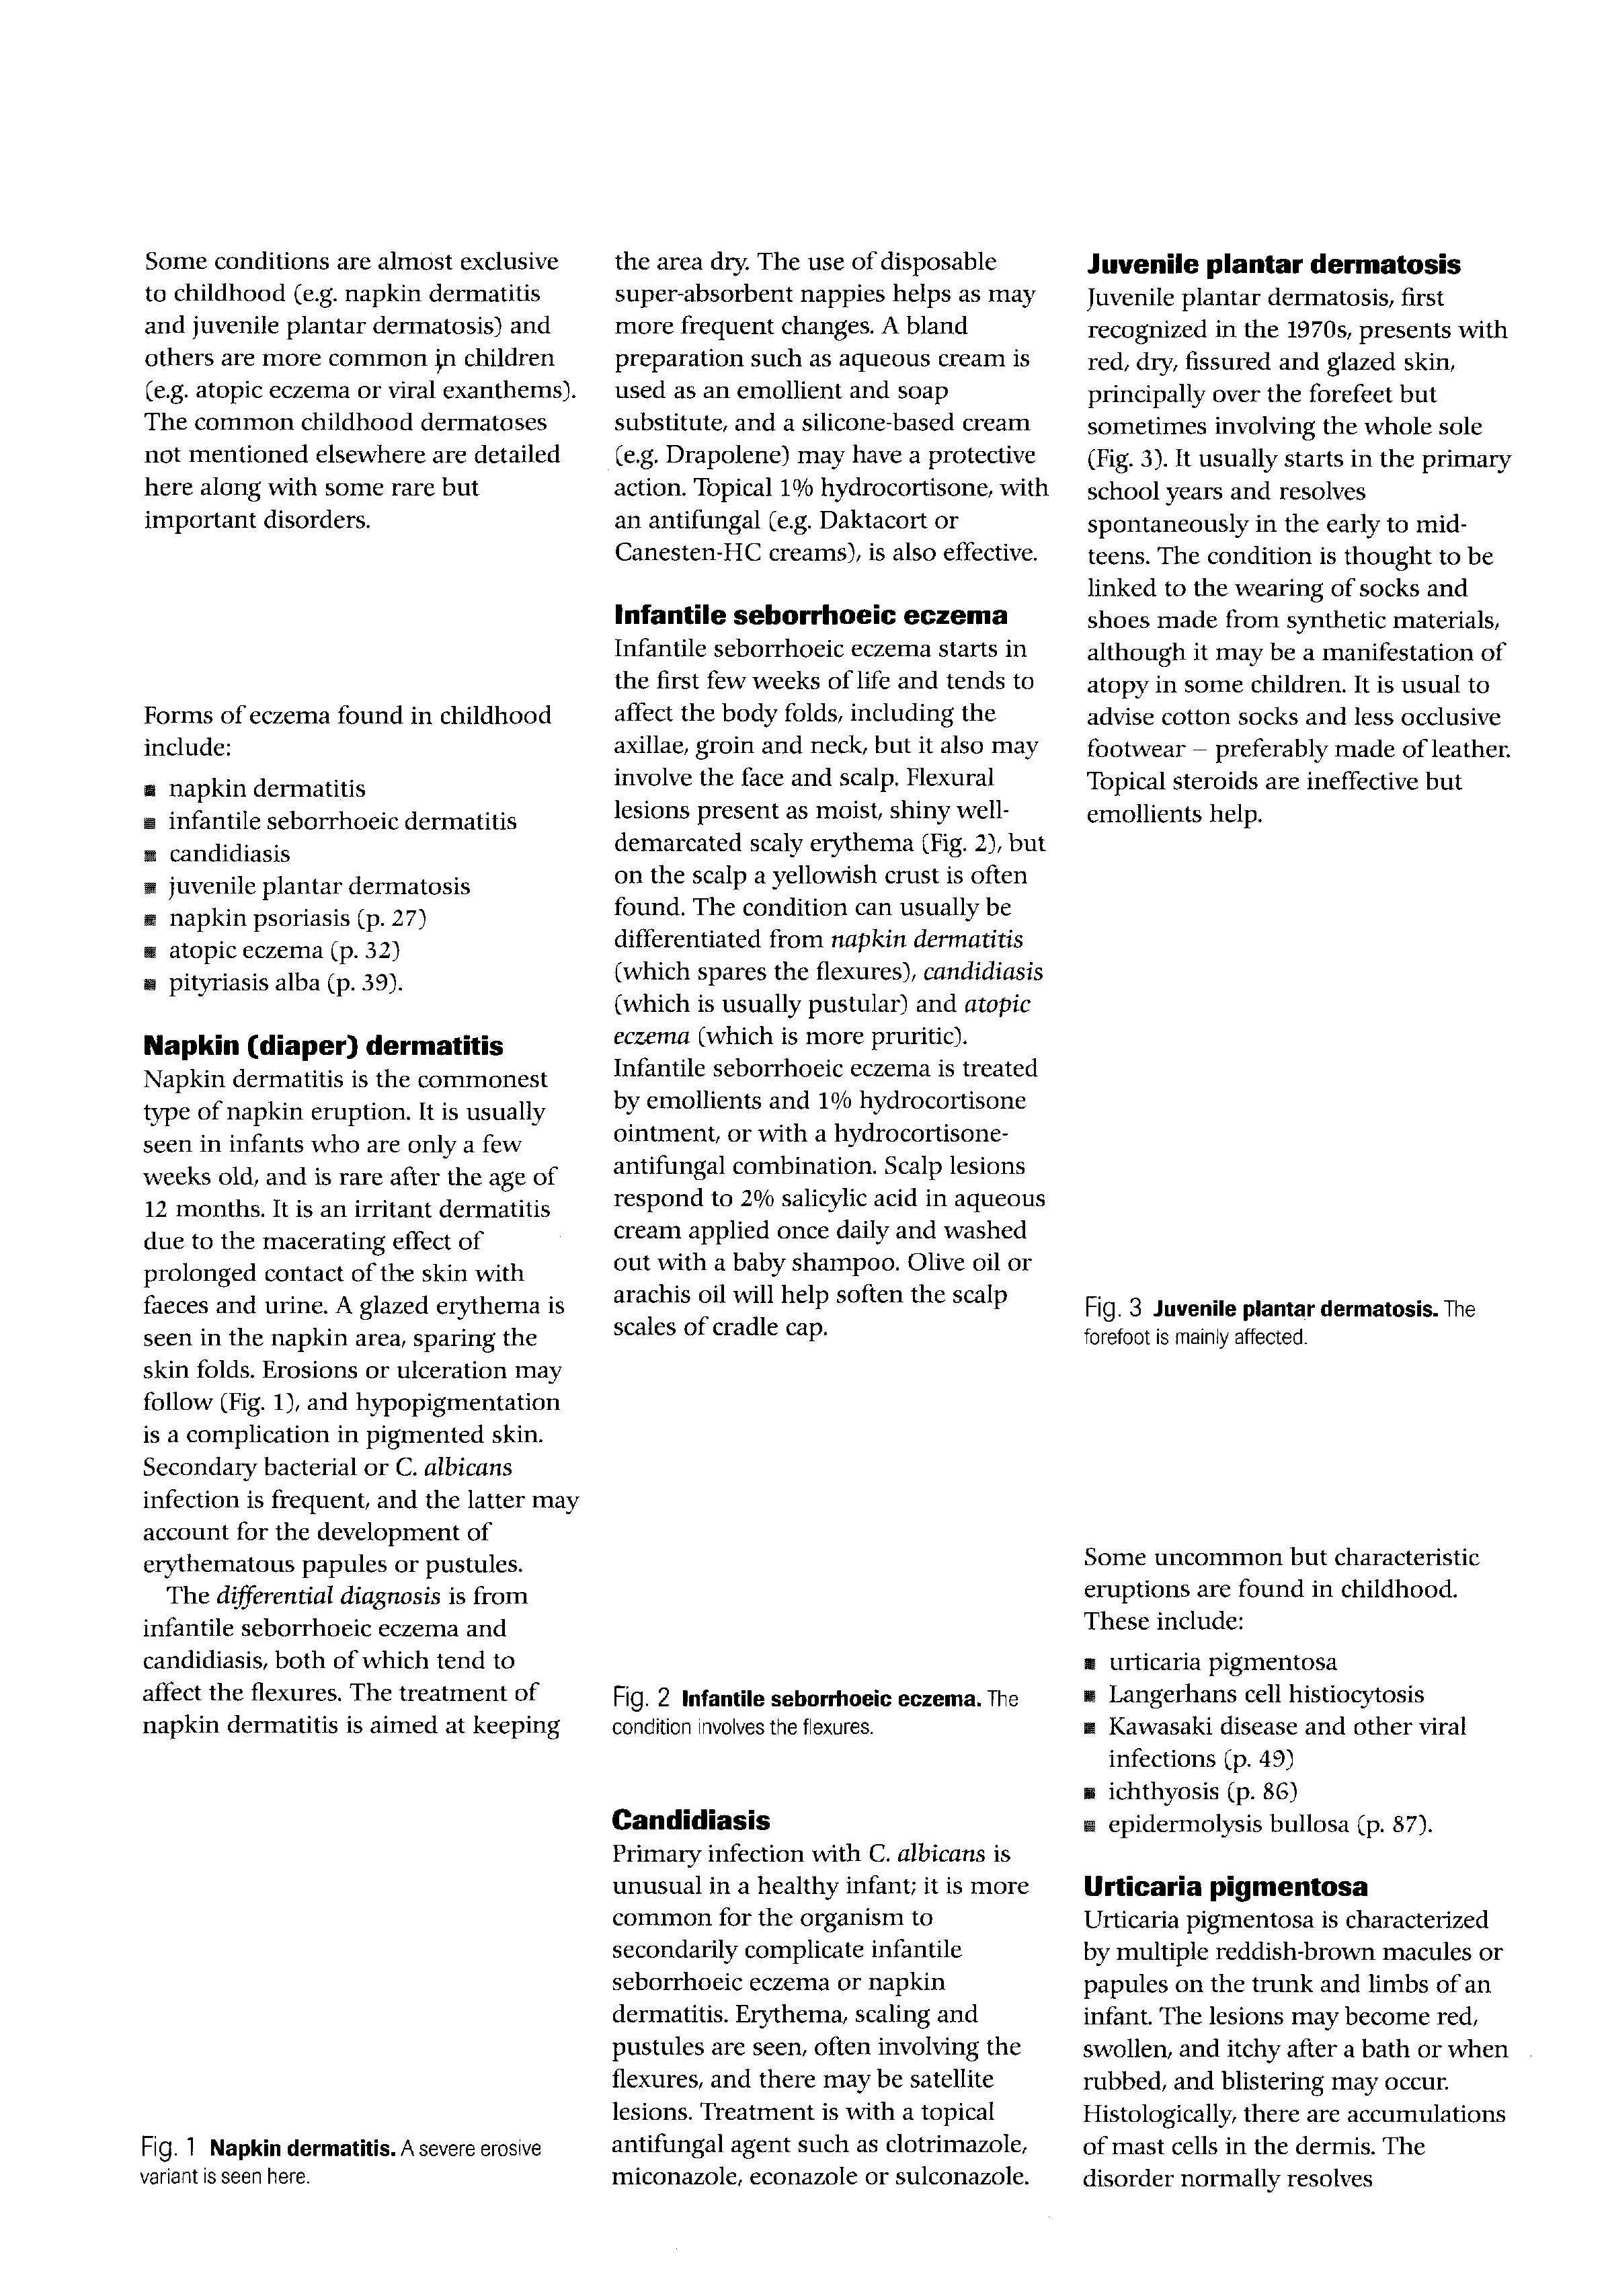 Some conditions are almost exclusive
to childhood (e.g. napkin dermatitis
and juvenile plantar dermatosis) and
others are more common in children
(e.g. atopic eczema or viral exanthems).
The common childhood dermatoses
not mentioned elsewhere are detailed
here along with some rare but
important disorders.
Forms of eczema found in childhood
include:
■ napkin dermatitis
■ infantile seborrhoeic dermatitis
■ candidiasis
■ juvenile plantar dermatosis
■ napkin psoriasis (p. 27)
■ atopic eczema (p. 32)
■ pityriasis alba (p. 39).
Napkin (diaper) dermatitis
Napkin dermatitis is the commonest
type of napkin eruption. It is usually
seen in infants who are only a few
weeks old, and is rare after the age of
12 months. It is an irritant dermatitis
due to the macerating effect of
prolonged contact of the skin with
faeces and urine. A glazed erythema is
seen in the napkin area, sparing the
skin folds. Erosions or ulceration may
follow (Fig. 1), and hypopigmentation
is a complication in pigmented skin.
Secondary bacterial or C. albicans
infection is frequent, and the latter may
account for the development of
erythematous papules or pustules.
The differential diagnosis is from
infantile seborrhoeic eczema and
candidiasis, both of which tend to
affect the flexures. The treatment of
napkin dermatitis is aimed at keeping
Fig. 1 Napkin dermatitis. A severe erosive
variant is seen here.
the area dry. The use of disposable
super-absorbent nappies helps as may
more frequent changes. A bland
preparation such as aqueous cream is
used as an emollient and soap
substitute, and a silicone-based cream
(e.g. Drapolene) may have a protective
action. Topical 1% hydrocortisone, with
an antifungal (e.g. Daktacort or
Canesten-HC creams), is also effective.
Infantile seborrhoeic eczema
Infantile seborrhoeic eczema starts in
the first few weeks of life and tends to
affect the body folds, including the
axillae, groin and neck, but it also may
involve the face and scalp. Flexural
lesions present as moist, shiny well-
demarcated scaly erythema (Fig. 2), but
on the scalp a yellowish crust is often
found. The condition can usually be
differentiated from napkin dermatitis
(which spares the flexures), candidiasis
(which is usually pustular) and atopic
eczema (which is more pruritic).
Infantile seborrhoeic eczema is treated
by emollients and 1% hydrocortisone
ointment, or with a hydrocortisone-
antifungal combination. Scalp lesions
respond to 2% salicylic acid in aqueous
cream applied once daily and washed
out with a baby shampoo. Olive oil or
arachis oil will help soften the scalp
scales of cradle cap.
Fig. 2 Infantile seborrhoeic eczema. The
condition involves the flexures.
Candidiasis
Primary infection with C. albicans is
unusual in a healthy infant; it is more
common for the organism to
secondarily complicate infantile
seborrhoeic eczema or napkin
dermatitis. Erythema, scaling and
pustules are seen, often involving the
flexures, and there may be satellite
lesions. Treatment is with a topical
antifungal agent such as clotrimazole,
miconazole, econazole or sulconazole.
Juvenile plantar dermatosis
Juvenile plantar dermatosis, first
recognized in the 1970s, presents with
red, dry, fissured and glazed skin,
principally over the forefeet but
sometimes involving the whole sole
(Fig. 3). It usually starts in the primary
school years and resolves
spontaneously in the early to mid-
teens. The condition is thought to be
linked to the wearing of socks and
shoes made from synthetic materials,
although it may be a manifestation of
atopy in some children. It is usual to
advise cotton socks and less occlusive
footwear – preferably made of leather.
Topical steroids are ineffective but
emollients help.
Fig. 3 Juvenile plantar dermatosis. The
forefoot is mainly affected.
Some uncommon but characteristic
eruptions are found in childhood.
These include:
■ urticaria pigmentosa
■ Langerhans cell histiocytosis
■ Kawasaki disease and other viral
infections (p. 49)
■ ichthyosis (p. 86)
■ epidermolysis bullosa (p. 87).
Urticaria pigmentosa
Urticaria pigmentosa is characterized
by multiple reddish-brown macules or
papules on the trunk and limbs of an
infant. The lesions may become red,
swollen, and itchy after a bath or when
rubbed, and blistering may occur.
Histologically, there are accumulations
of mast cells in the dermis. The
disorder normally resolves